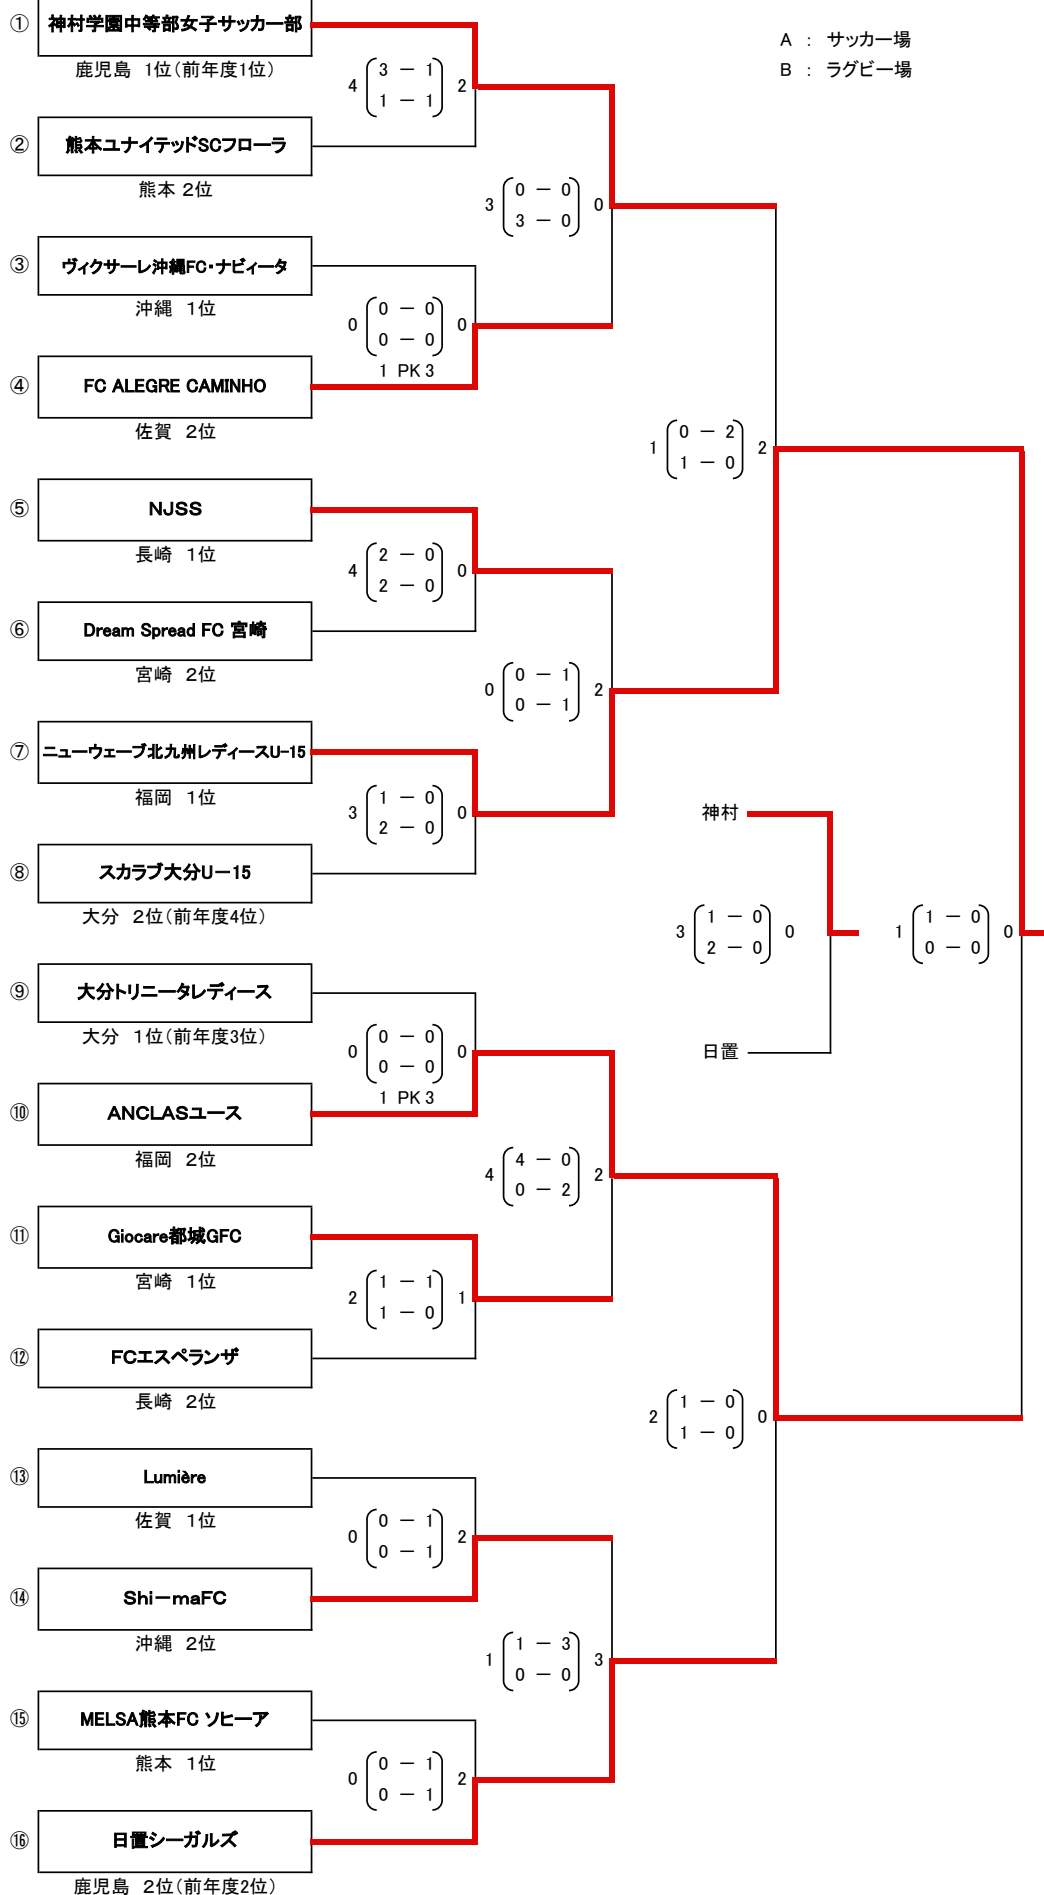 ① 神村学園中等部女子サッカー部
鹿児島 1位(前年度1位)
② 熊本ユナイテッドSCフローラ
熊本 2位
③ ヴィクサーレ沖縄FC・ナビィータ
沖縄 1位
④ FC ALEGRE CAMINHO
佐賀 2位
⑤ NJSS
長崎 1位
⑥ Dream Spread FC 宮崎
宮崎 2位
⑦ ニューウェーブ北九州レディースU-15
福岡 1位
⑧ スカラブ大分U－15
大分 2位(前年度4位)
⑨ 大分トリニータレディース
大分 1位(前年度3位)
⑩ ANCLASユース
福岡 2位
⑪ Giocare都城GFC
宮崎 1位
⑫ FCエスペランザ
長崎 2位
⑬ Lumière
佐賀 1位
⑭ Shi－maFC
沖縄 2位
⑮ MELSA熊本FC ソヒーア
熊本 1位
⑯ 日置シーガルズ
鹿児島 2位(前年度2位)
A : サッカー場
B : ラグビー場
3 － 1
4 2
1 － 1
0 － 0
0 0
0 － 0
1 PK 3
2 － 0
4 0
2 － 0
1 － 0
3 0
2 － 0
0 － 0
0 0
0 － 0
1 PK 3
1 － 1
2 1
1 － 0
0 － 1
0 2
0 － 1
0 － 1
0 2
0 － 1
0 － 0
3 0
3 － 0
0 － 1
0 2
0 － 1
4 － 0
4 2
0 － 2
1 － 3
1 3
0 － 0
0 － 2
1 2
1 － 0
1 － 0
2 0
1 － 0
神村
1 － 0
3 0
2 － 0
日置
1 － 0
1 0
0 － 0